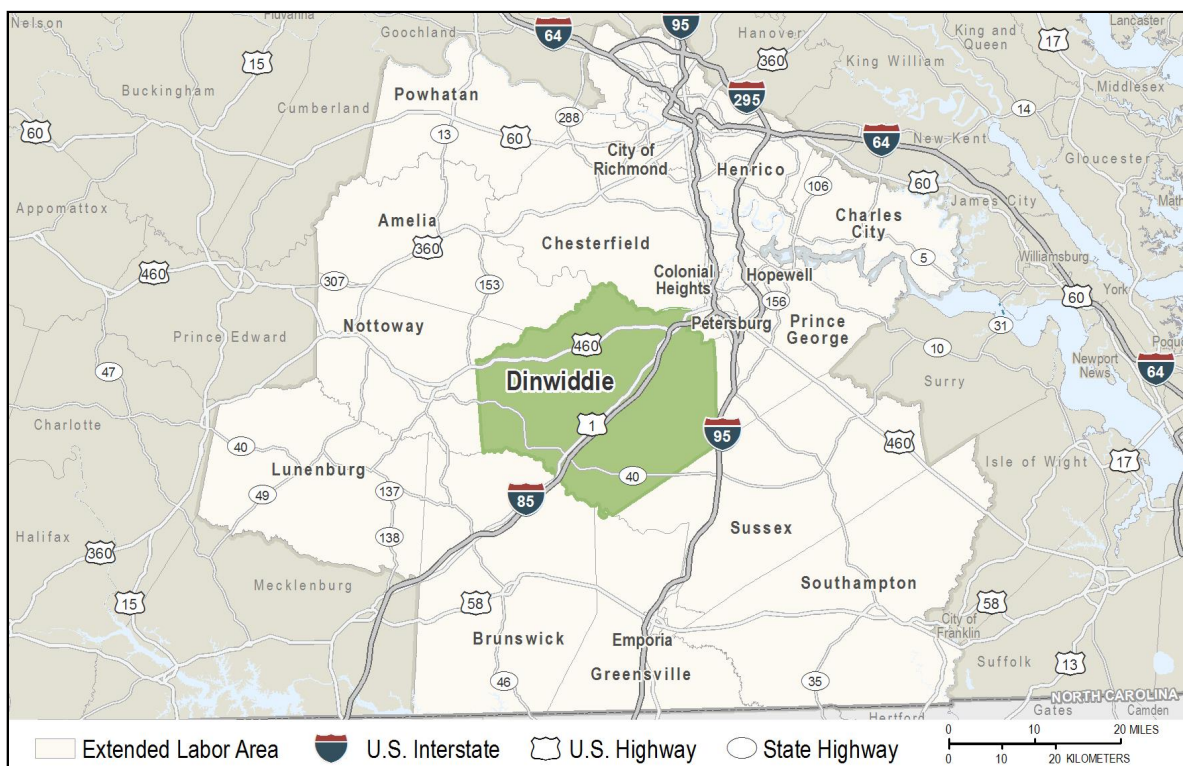 Nelson
Fluvanna
Goochland
64
95
Hanover
360
King and
Queen
17
Lancaster
15
Buckingham
Powhatan
King William
Middlesex
295
Cumberland
288
14
60
13
60
City of
Richmond
Henrico
64
New Kent
Gloucester
106
60
James City
Appomattox
Amelia
360
Chesterfield
Charles
City
5
Williamsburg
460
307
153
Colonial
Heights
Hopewell
156
60
York
Prince Edward
Nottoway
460
Petersburg
Prince
George
31
10
Newport
News
64
47
Dinwiddie
Surry
Charlotte
1
95
460
40
Lunenburg
40
Isle of Wight
17
49
137
85
Sussex
Halifax
360
138
Mecklenburg
Southampton
15
58
58
City of
Franklin
Brunswick
Emporia
Suffolk
13
46
Greensville
35
NORTH CAROLINA
Hertford
Gates
Camden
Extended Labor Area
U.S. Interstate
U.S. Highway
State Highway
0 10 20 MILES
0 10 20 KILOMETERS